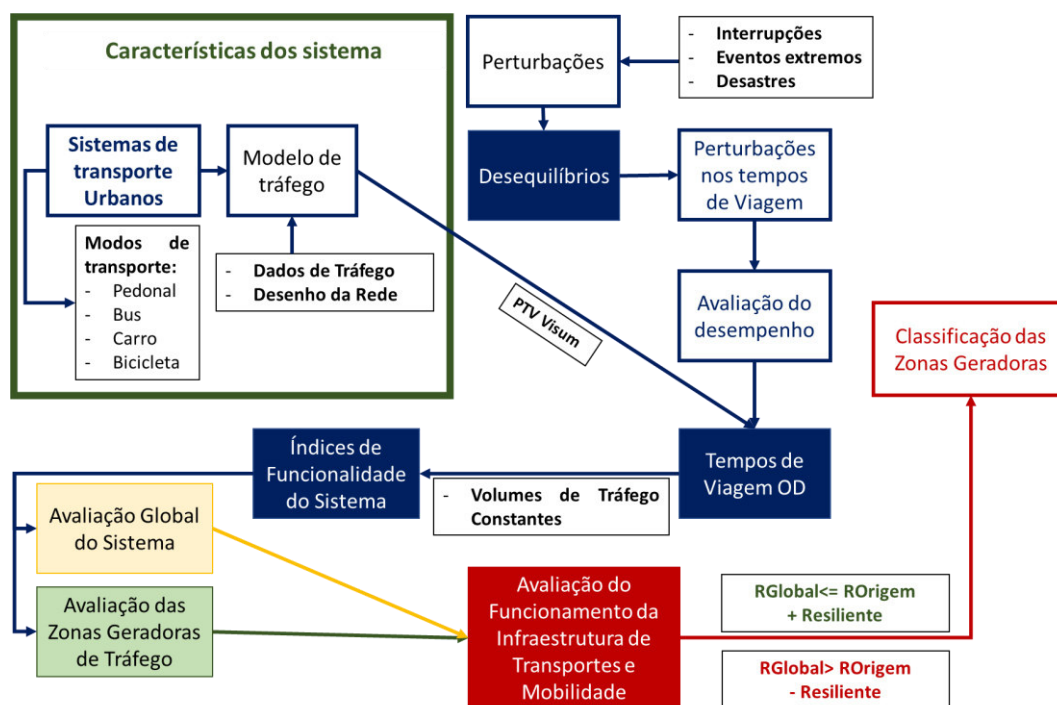 Características dos sistema
Sistemas de
transporte
Urbanos
Modelo de
tráfego
Modos de
transporte:
- Pedonal
- Bus
- Carro
- Bicicleta
- Dados de Tráfego
- Desenho da Rede
Perturbações
- Interrupções
- Eventos extremos
- Desastres
Desequilíbrios
Perturbações
nos tempos
de Viagem
Avaliação do
desempenho
PTV Visum
Classificação das
Zonas Geradoras
Tempos de
Viagem OD
- Volumes de Tráfego
Constantes
Índices de
Funcionalidade
do Sistema
Avaliação Global
do Sistema
Avaliação das
Zonas Geradoras
de Tráfego
Avaliação do
Funcionamento da
Infraestrutura de
Transportes e
Mobilidade
RGlobal<= ROrigem
+ Resiliente
RGlobal> ROrigem
- Resiliente